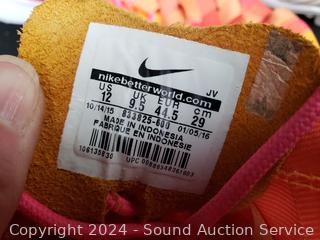 JV
nikebetterworld.com
US UK EUR cm
12 9.5 44.5 29
10/14/15 833825-600 01/05/16
MADE IN INDONESIA
FABRIQUE EN INDONESIE
UPC
Copyright 2024 - Sound Auction Service